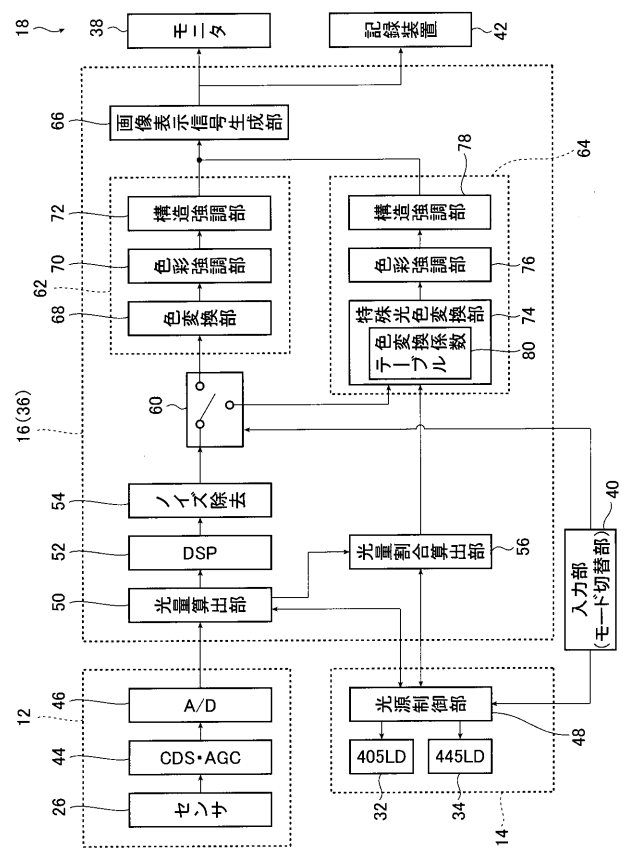 18
38
モニタ
記録装置
42
66
画像表示信号生成部
62
72
構造強調部
70
色彩強調部
68
色変換部
64
78
構造強調部
色彩強調部
76
特殊光色変換部
74
色変換係数
テーブル
80
60
16(36)
54
ノイズ除去
52
DSP
50
光量算出部
光量割合算出部
56
入力部
(モード切替部)
40
12
46
A/D
44
CDS・AGC
26
センサ
光源制御部
48
405LD
32
445LD
34
14